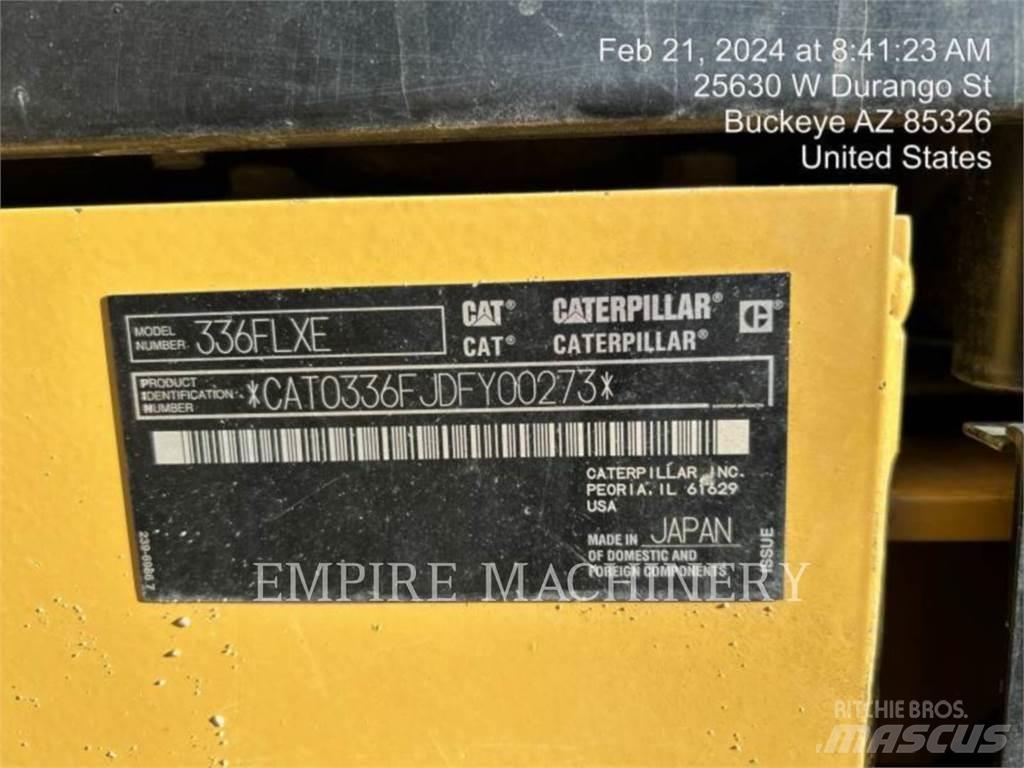 Feb 21, 2024 at 8:41:23 AM
25630 W Durango St
Buckeye AZ 85326
United States
MODEL NUMBER 336FLXE
CAT® CATERPILLAR®
CAT® CATERPILLAR®
PRODUCT IDENTIFICATION NUMBER *CAT0336FJDFY00273*
CATERPILLAR INC.
PEORIA, IL 61629
USA
MADE IN JAPAN
OF DOMESTIC AND
FOREIGN COMPONENTS
ISSUE
EMPIRE MACHINERY
RITCHIE BROS.
MASCUS